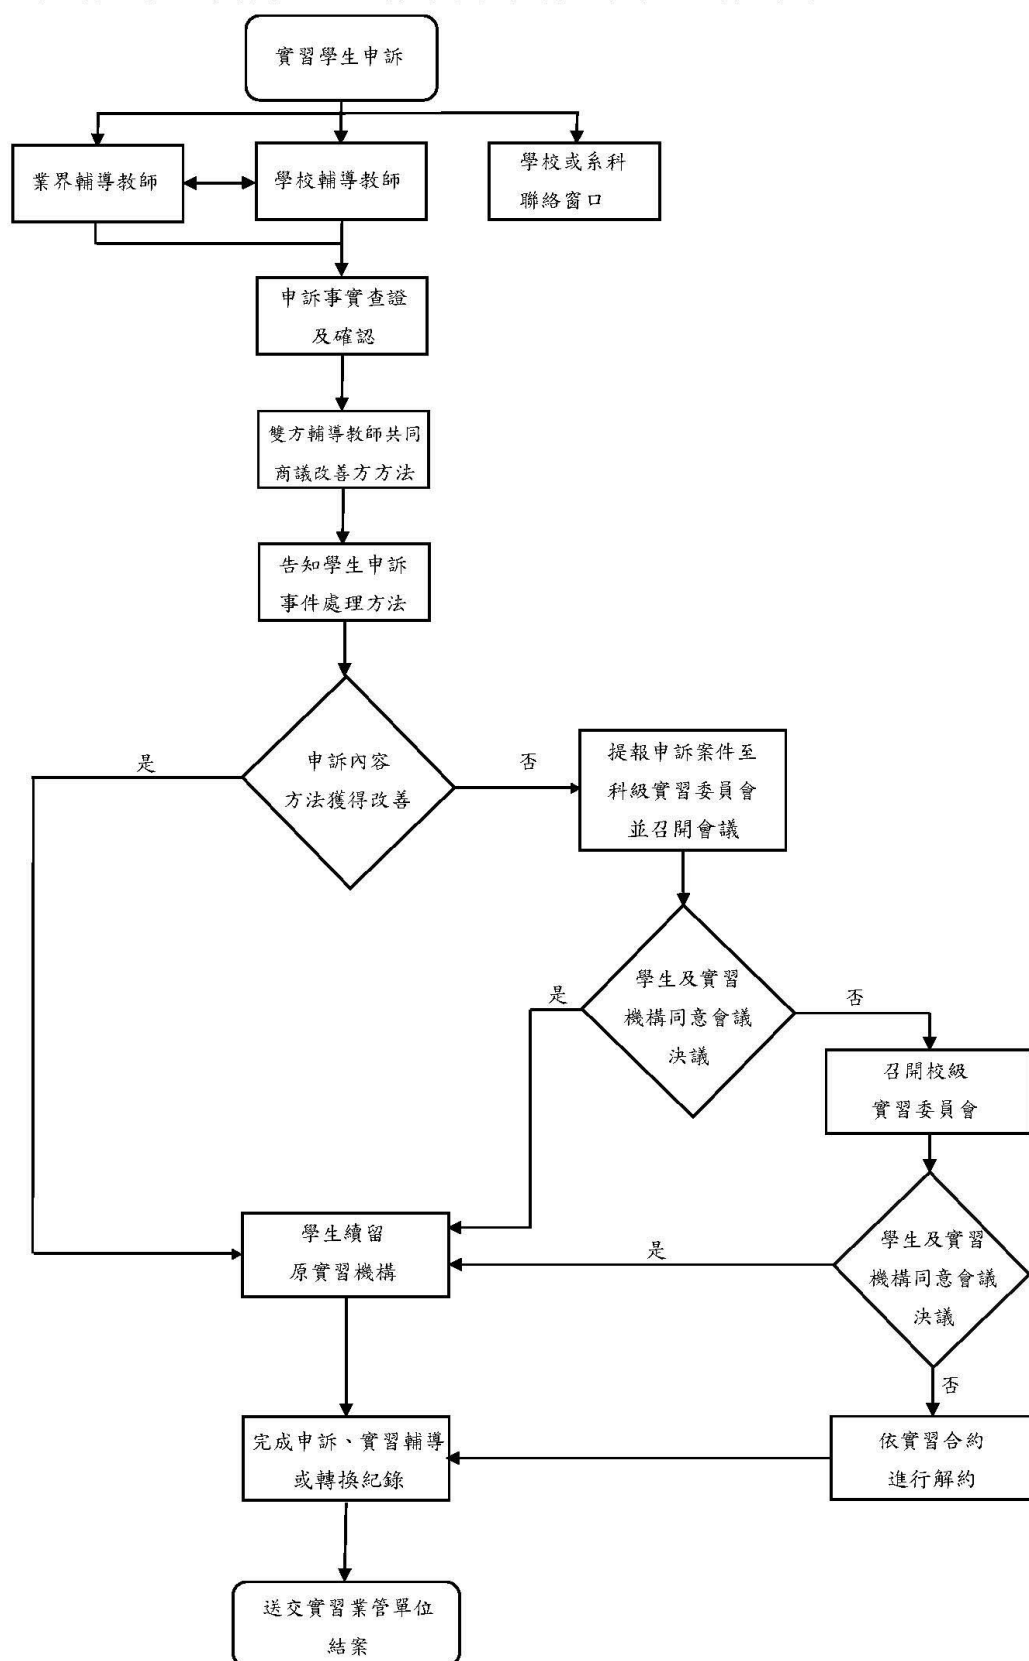 實習學生申訴
業界輔導教師
學校輔導教師
學校或系科
聯絡窗口
申訴事實查證
及確認
雙方輔導教師共同
商議改善方方法
告知學生申訴
事件處理方法
申訴內容
方法獲得改善
是
否
提報申訴案件至
科級實習委員會
並召開會議
學生及實習
機構同意會議
決議
是
否
召開校級
實習委員會
學生及實習
機構同意會議
決議
是
否
學生續留
原實習機構
依實習合約
進行解約
完成申訴、實習輔導
或轉換紀錄
送交實習業管單位
結案